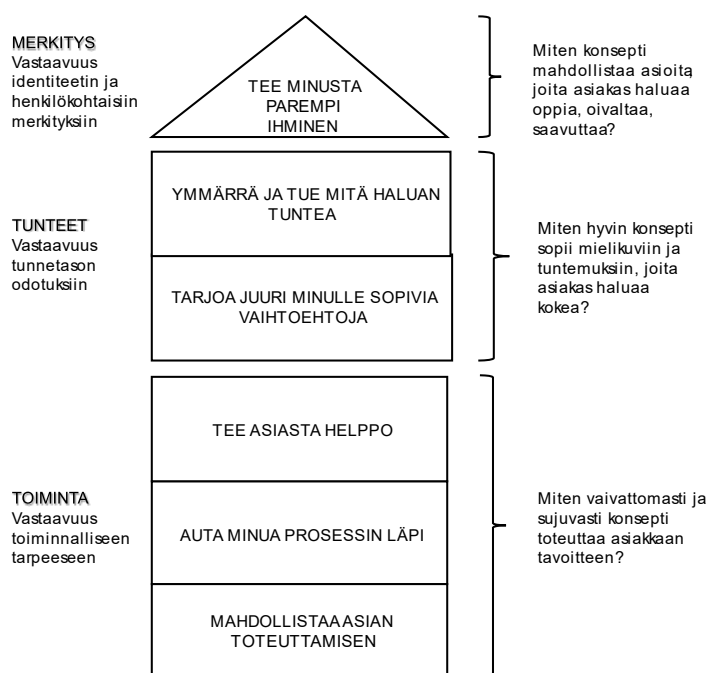 MERKITYS
Vastaavuus
identiteetin ja
henkilökohtaisiin
merkityksiin
TEE MINUSTA
PAREMPI
IHMINEN
Miten konsepti
mahdollistaa asioita,
joita asiakas haluaa
oppia, oivaltaa,
saavuttaa?
TUNTEET
Vastaavuus
tunnetason
odotuksiin
YMMÄRRÄ JA TUE MITÄ HALUAN
TUNTEA
TARJOA JUURI MINULLE SOPIVIA
VAIHTOEHTOJA
Miten hyvin konsepti
sopii mielikuviin ja
tuntemuksiin, joita
asiakas haluaa
kokea?
TOIMINTA
Vastaavuus
toiminnalliseen
tarpeeseen
TEE ASIASTA HELPPO
AUTA MINUA PROSESSIN LÄPI
MAHDOLLISTAA ASIAN
TOTEUTTAMISEN
Miten vaivattomasti ja
sujuvasti konsepti
toteuttaa asiakkaan
tavoitteen?